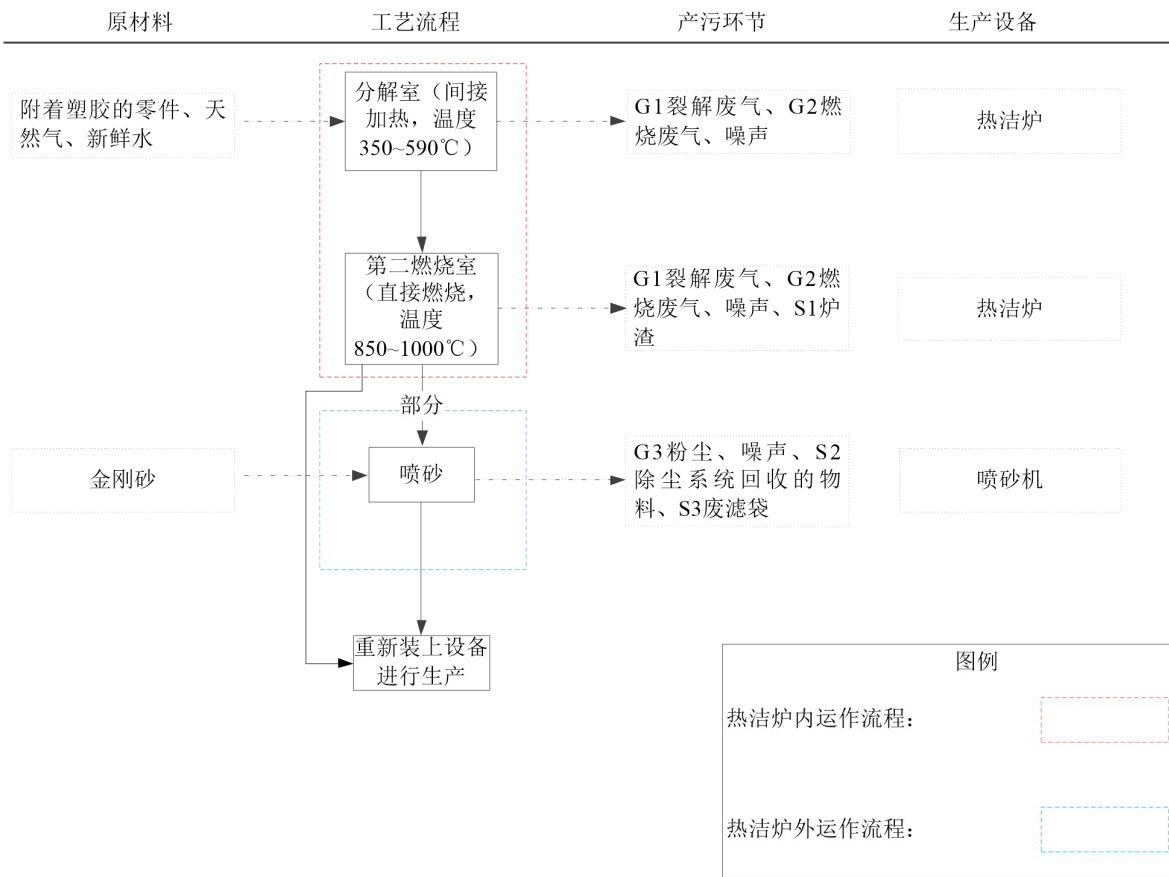 原材料
工艺流程
产污环节
生产设备
附着塑胶的零件、天
然气、新鲜水
分解室（间接
加热，温度
350~590℃）
G1裂解废气、G2燃
烧废气、噪声
热洁炉
第二燃烧室
（直接燃烧，
温度
850~1000℃）
G1裂解废气、G2燃
烧废气、噪声、S1炉
渣
热洁炉
部分
金刚砂
喷砂
G3粉尘、噪声、S2
除尘系统回收的物
料、S3废滤袋
喷砂机
重新装上设备
进行生产
图例
热洁炉内运作流程：
热洁炉外运作流程：